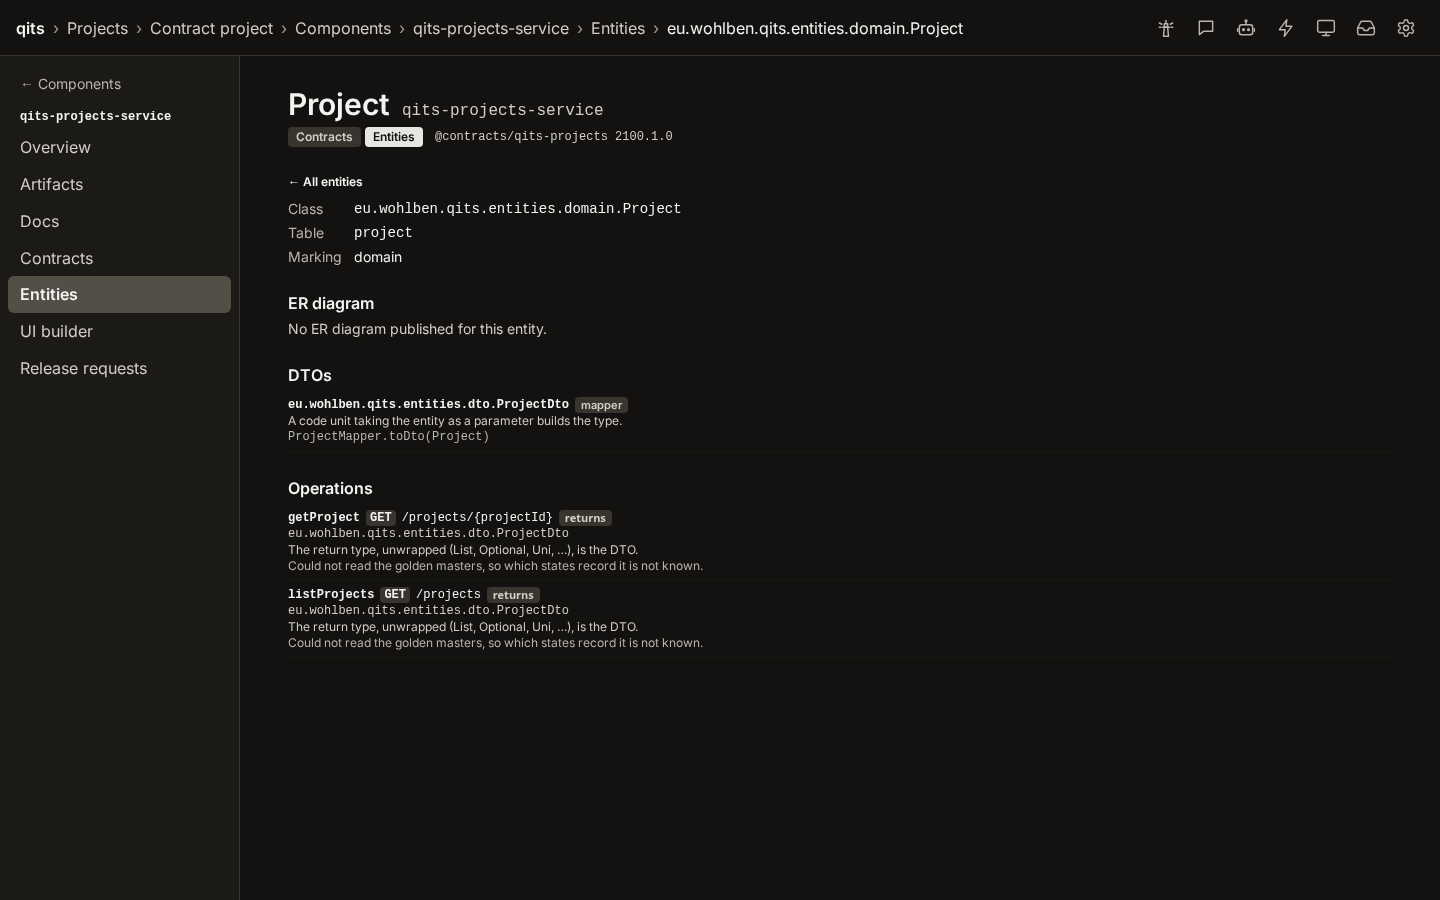 qits › Projects › Contract project › Components › qits-projects-service › Entities › eu.wohlben.qits.entities.domain.Project
← Components
qits-projects-service
Overview
Artifacts
Docs
Contracts
Entities
UI builder
Release requests
Project qits-projects-service
Contracts Entities @contracts/qits-projects 2100.1.0
← All entities
Class eu.wohlben.qits.entities.domain.Project
Table project
Marking domain
ER diagram
No ER diagram published for this entity.
DTOs
eu.wohlben.qits.entities.dto.ProjectDto mapper
A code unit taking the entity as a parameter builds the type.
ProjectMapper.toDto(Project)
Operations
getProject GET /projects/{projectId} returns
eu.wohlben.qits.entities.dto.ProjectDto
The return type, unwrapped (List, Optional, Uni, …), is the DTO.
Could not read the golden masters, so which states record it is not known.
listProjects GET /projects returns
eu.wohlben.qits.entities.dto.ProjectDto
The return type, unwrapped (List, Optional, Uni, …), is the DTO.
Could not read the golden masters, so which states record it is not known.